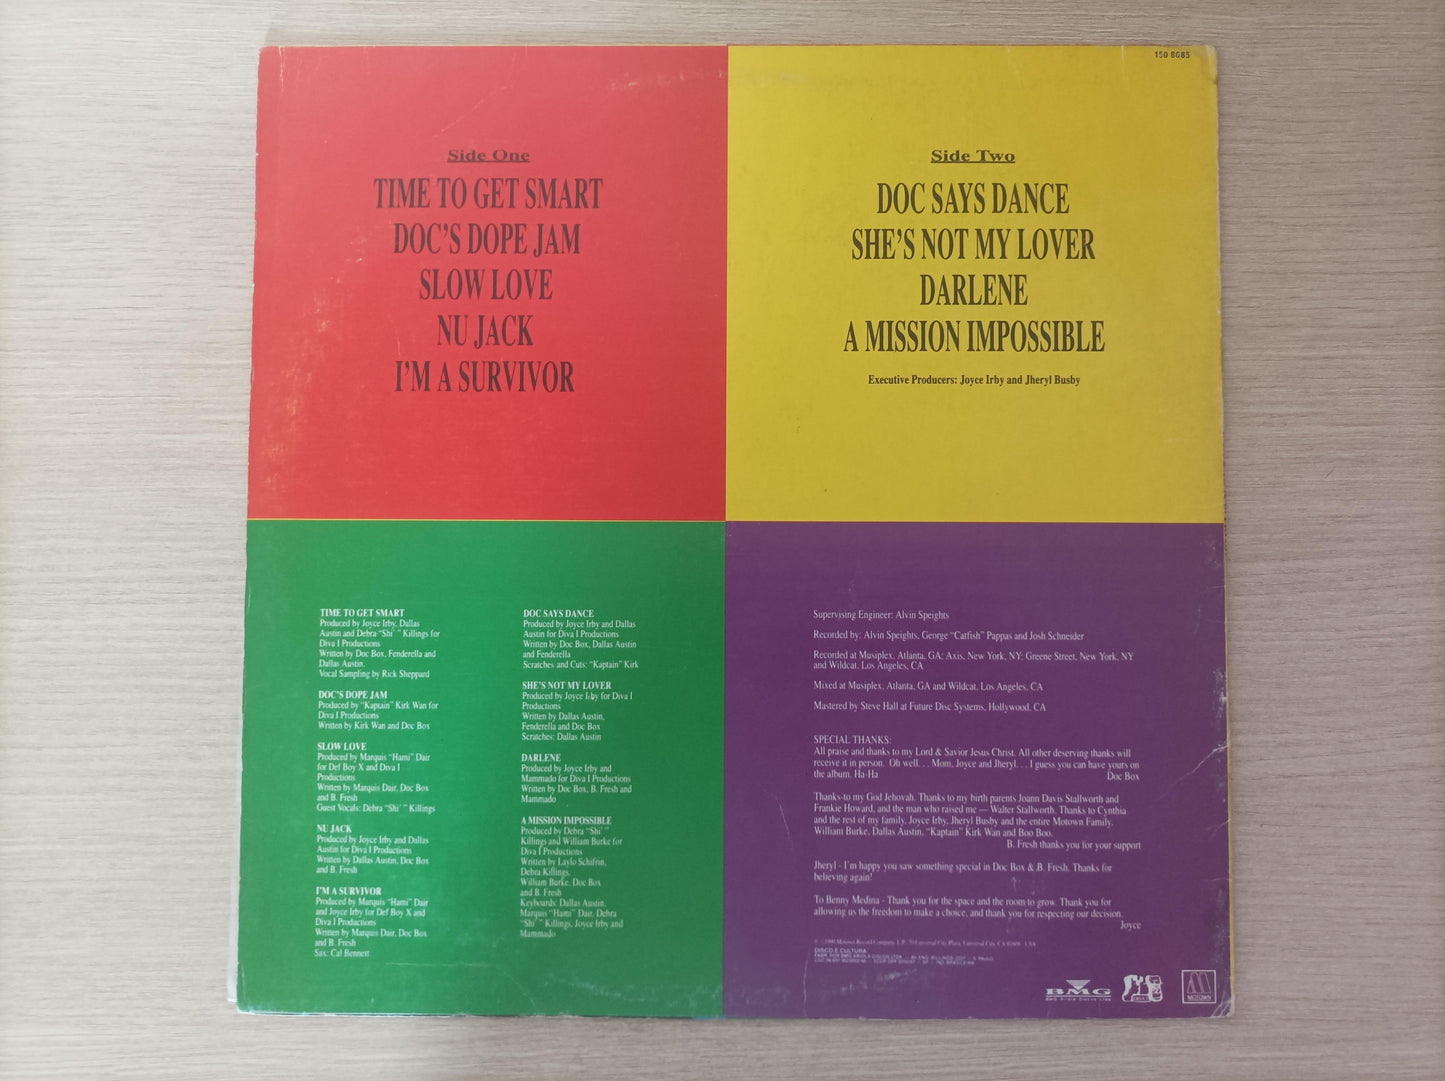 150 8085
Side One
TIME TO GET SMART
DOC'S DOPE JAM
SLOW LOVE
NU JACK
I'M A SURVIVOR
Side Two
DOC SAYS DANCE
SHE'S NOT MY LOVER
DARLENE
A MISSION IMPOSSIBLE
Executive Producers: Joyce Irby and Jheryl Busby
TIME TO GET SMART
Produced by Joyce Irby, Dallas
Austin and Debra "Shi' " Killings for
Diva I Productions
Written by Doc Box, Fenderella and
Dallas Austin.
Vocal Sampling by Rick Sheppard
DOC'S DOPE JAM
Produced by "Kaptain" Kirk Wan for
Diva I Productions
Written by Kirk Wan and Doc Box
SLOW LOVE
Produced by Marquis "Hami" Dair
for Def Boy X and Diva I
Productions
Written by Marquis Dair, Doc Box
and B. Fresh
Guest Vocals: Debra "Shi' " Killings
NU JACK
Produced by Joyce Irby and Dallas
Austin for Diva I Productions
Written by Dallas Austin, Doc Box
and B. Fresh
I'M A SURVIVOR
Produced by Marquis "Hami" Dair
and Joyce Irby for Def Boy X and
Diva I Productions
Written by Marquis Dair, Doc Box
and B. Fresh
Sax: Cal Bennett
DOC SAYS DANCE
Produced by Joyce Irby and Dallas
Austin for Diva I Productions
Written by Doc Box, Dallas Austin
and Fenderella
Scratches and Cuts: "Kaptain" Kirk
SHE'S NOT MY LOVER
Produced by Joyce Irby for Diva I
Productions
Written by Dallas Austin,
Fenderella and Doc Box
Scratches: Dallas Austin
DARLENE
Produced by Joyce Irby and
Mammado for Diva I Productions
Written by Doc Box, B. Fresh and
Mammado
A MISSION IMPOSSIBLE
Produced by Debra "Shi' "
Killings and William Burke for
Diva I Productions
Written by Laylo Schifrin,
Debra Killings,
William Burke, Doc Box
and B. Fresh
Keyboards: Dallas Austin,
Marquis "Hami" Dair, Debra
"Shi' " Killings, Joyce Irby and
Mammado
Supervising Engineer: Alvin Speights
Recorded by: Alvin Speights, George "Catfish" Pappas and Josh Schneider
Recorded at Musiplex, Atlanta, GA; Axis, New York, NY; Greene Street, New York, NY
and Wildcat, Los Angeles, CA
Mixed at Musiplex, Atlanta, GA and Wildcat, Los Angeles, CA
Mastered by Steve Hall at Future Disc Systems, Hollywood, CA
SPECIAL THANKS:
All praise and thanks to my Lord & Savior Jesus Christ. All other deserving thanks will
receive it in person. Oh well. . . Mom, Joyce and Jheryl. . . I guess you can have yours on
the album. Ha-Ha Doc Box
Thanks-to my God Jehovah. Thanks to my birth parents Joann Davis Stallworth and
Frankie Howard, and the man who raised me — Walter Stallworth. Thanks to Cynthia
and the rest of my family, Joyce Irby, Jheryl Busby and the entire Motown Family,
William Burke, Dallas Austin, "Kaptain" Kirk Wan and Boo Boo.
B. Fresh thanks you for your support
Jheryl - I'm happy you saw something special in Doc Box & B. Fresh. Thanks for
believing again!
To Benny Medina - Thank you for the space and the room to grow. Thank you for
allowing us the freedom to make a choice, and thank you for respecting our decision.
Joyce
1990 Motown Record Company, L.P. 70 Universal City Plaza, Universal City, CA 91608 - USA
DISCO É CULTURA
BMG
BMG Ariola Discos Ltda
MOTOWN